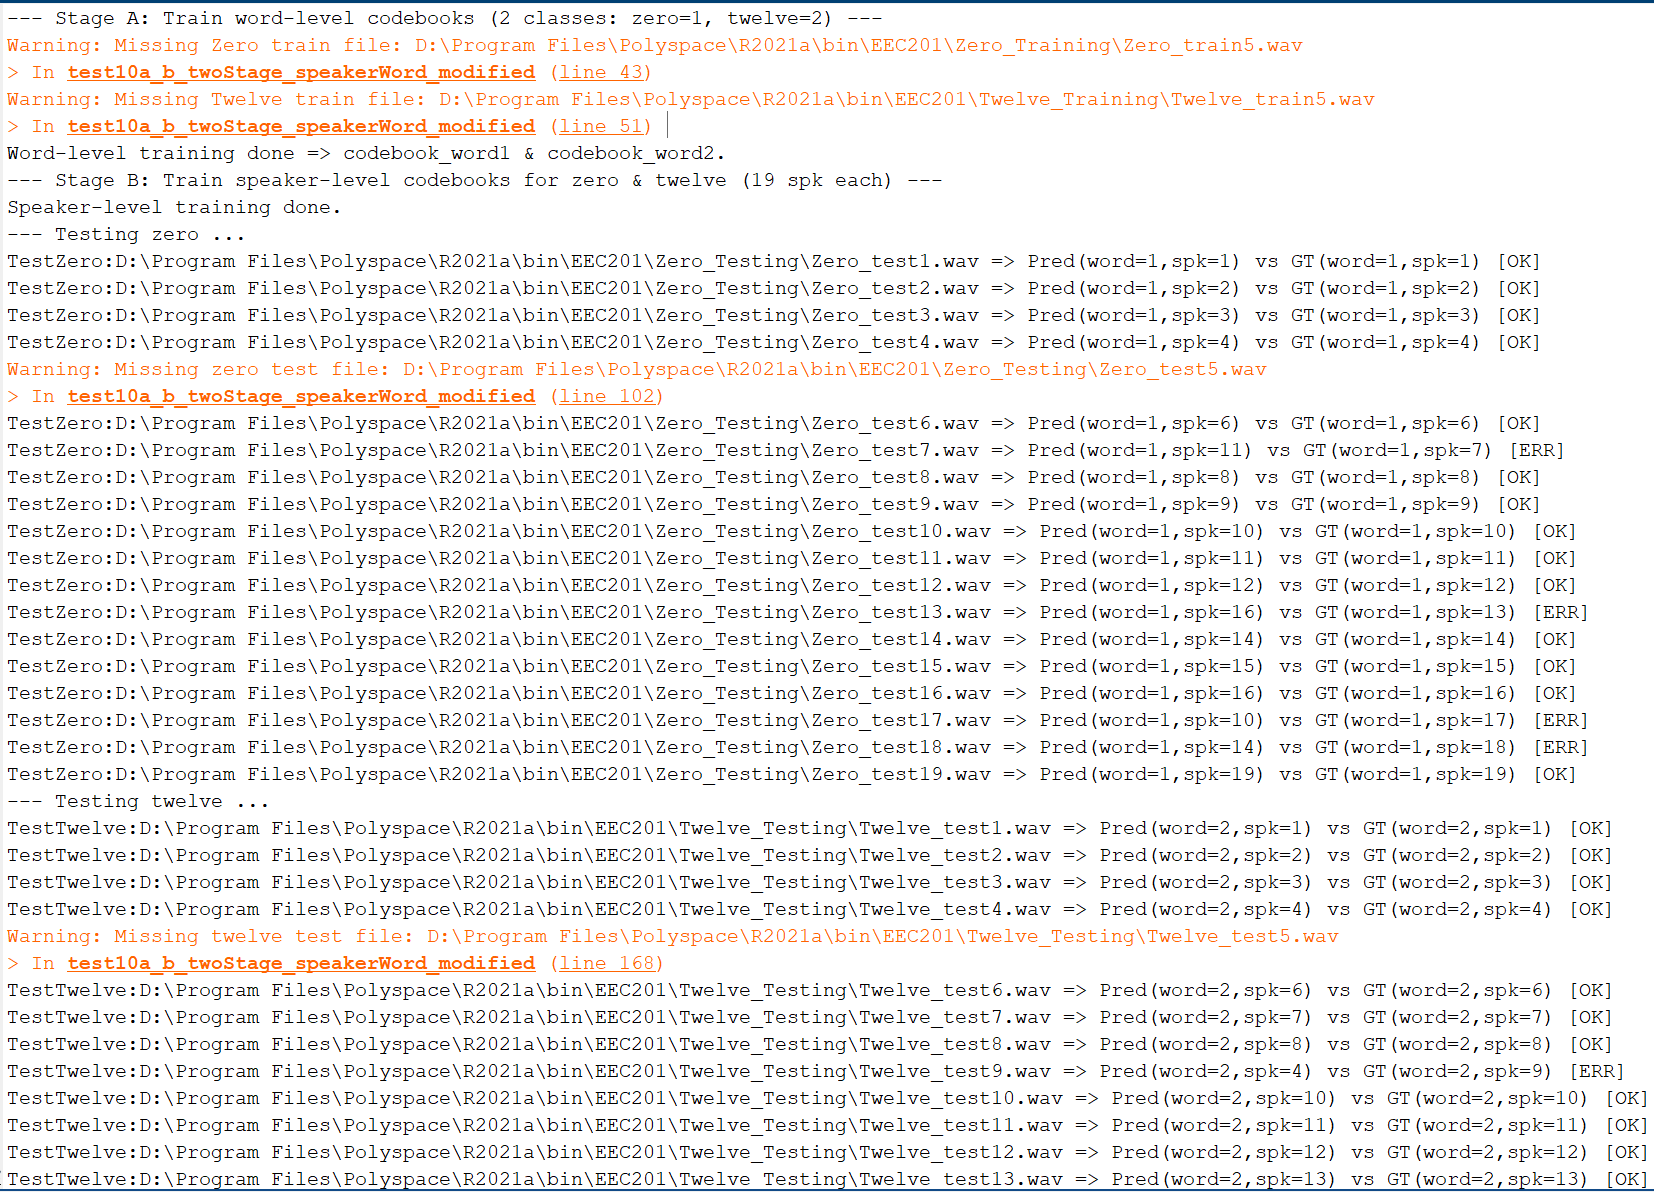 --- Stage A: Train word-level codebooks (2 classes: zero=1, twelve=2) ---
Warning: Missing Zero train file: D:\Program Files\Polyspace\R2021a\bin\EEC201\Zero_Training\Zero_train5.wav
> In test10a_b_twoStage_speakerWord_modified (line 43)
Warning: Missing Twelve train file: D:\Program Files\Polyspace\R2021a\bin\EEC201\Twelve_Training\Twelve_train5.wav
> In test10a_b_twoStage_speakerWord_modified (line 51)
Word-level training done => codebook_word1 & codebook_word2.
--- Stage B: Train speaker-level codebooks for zero & twelve (19 spk each) ---
Speaker-level training done.
--- Testing zero ...
TestZero:D:\Program Files\Polyspace\R2021a\bin\EEC201\Zero_Testing\Zero_test1.wav => Pred(word=1,spk=1) vs GT(word=1,spk=1) [OK]
TestZero:D:\Program Files\Polyspace\R2021a\bin\EEC201\Zero_Testing\Zero_test2.wav => Pred(word=1,spk=2) vs GT(word=1,spk=2) [OK]
TestZero:D:\Program Files\Polyspace\R2021a\bin\EEC201\Zero_Testing\Zero_test3.wav => Pred(word=1,spk=3) vs GT(word=1,spk=3) [OK]
TestZero:D:\Program Files\Polyspace\R2021a\bin\EEC201\Zero_Testing\Zero_test4.wav => Pred(word=1,spk=4) vs GT(word=1,spk=4) [OK]
Warning: Missing zero test file: D:\Program Files\Polyspace\R2021a\bin\EEC201\Zero_Testing\Zero_test5.wav
> In test10a_b_twoStage_speakerWord_modified (line 102)
TestZero:D:\Program Files\Polyspace\R2021a\bin\EEC201\Zero_Testing\Zero_test6.wav => Pred(word=1,spk=6) vs GT(word=1,spk=6) [OK]
TestZero:D:\Program Files\Polyspace\R2021a\bin\EEC201\Zero_Testing\Zero_test7.wav => Pred(word=1,spk=11) vs GT(word=1,spk=7) [ERR]
TestZero:D:\Program Files\Polyspace\R2021a\bin\EEC201\Zero_Testing\Zero_test8.wav => Pred(word=1,spk=8) vs GT(word=1,spk=8) [OK]
TestZero:D:\Program Files\Polyspace\R2021a\bin\EEC201\Zero_Testing\Zero_test9.wav => Pred(word=1,spk=9) vs GT(word=1,spk=9) [OK]
TestZero:D:\Program Files\Polyspace\R2021a\bin\EEC201\Zero_Testing\Zero_test10.wav => Pred(word=1,spk=10) vs GT(word=1,spk=10) [OK]
TestZero:D:\Program Files\Polyspace\R2021a\bin\EEC201\Zero_Testing\Zero_test11.wav => Pred(word=1,spk=11) vs GT(word=1,spk=11) [OK]
TestZero:D:\Program Files\Polyspace\R2021a\bin\EEC201\Zero_Testing\Zero_test12.wav => Pred(word=1,spk=12) vs GT(word=1,spk=12) [OK]
TestZero:D:\Program Files\Polyspace\R2021a\bin\EEC201\Zero_Testing\Zero_test13.wav => Pred(word=1,spk=16) vs GT(word=1,spk=13) [ERR]
TestZero:D:\Program Files\Polyspace\R2021a\bin\EEC201\Zero_Testing\Zero_test14.wav => Pred(word=1,spk=14) vs GT(word=1,spk=14) [OK]
TestZero:D:\Program Files\Polyspace\R2021a\bin\EEC201\Zero_Testing\Zero_test15.wav => Pred(word=1,spk=15) vs GT(word=1,spk=15) [OK]
TestZero:D:\Program Files\Polyspace\R2021a\bin\EEC201\Zero_Testing\Zero_test16.wav => Pred(word=1,spk=16) vs GT(word=1,spk=16) [OK]
TestZero:D:\Program Files\Polyspace\R2021a\bin\EEC201\Zero_Testing\Zero_test17.wav => Pred(word=1,spk=10) vs GT(word=1,spk=17) [ERR]
TestZero:D:\Program Files\Polyspace\R2021a\bin\EEC201\Zero_Testing\Zero_test18.wav => Pred(word=1,spk=14) vs GT(word=1,spk=18) [ERR]
TestZero:D:\Program Files\Polyspace\R2021a\bin\EEC201\Zero_Testing\Zero_test19.wav => Pred(word=1,spk=19) vs GT(word=1,spk=19) [OK]
--- Testing twelve ...
TestTwelve:D:\Program Files\Polyspace\R2021a\bin\EEC201\Twelve_Testing\Twelve_test1.wav => Pred(word=2,spk=1) vs GT(word=2,spk=1) [OK]
TestTwelve:D:\Program Files\Polyspace\R2021a\bin\EEC201\Twelve_Testing\Twelve_test2.wav => Pred(word=2,spk=2) vs GT(word=2,spk=2) [OK]
TestTwelve:D:\Program Files\Polyspace\R2021a\bin\EEC201\Twelve_Testing\Twelve_test3.wav => Pred(word=2,spk=3) vs GT(word=2,spk=3) [OK]
TestTwelve:D:\Program Files\Polyspace\R2021a\bin\EEC201\Twelve_Testing\Twelve_test4.wav => Pred(word=2,spk=4) vs GT(word=2,spk=4) [OK]
Warning: Missing twelve test file: D:\Program Files\Polyspace\R2021a\bin\EEC201\Twelve_Testing\Twelve_test5.wav
> In test10a_b_twoStage_speakerWord_modified (line 168)
TestTwelve:D:\Program Files\Polyspace\R2021a\bin\EEC201\Twelve_Testing\Twelve_test6.wav => Pred(word=2,spk=6) vs GT(word=2,spk=6) [OK]
TestTwelve:D:\Program Files\Polyspace\R2021a\bin\EEC201\Twelve_Testing\Twelve_test7.wav => Pred(word=2,spk=7) vs GT(word=2,spk=7) [OK]
TestTwelve:D:\Program Files\Polyspace\R2021a\bin\EEC201\Twelve_Testing\Twelve_test8.wav => Pred(word=2,spk=8) vs GT(word=2,spk=8) [OK]
TestTwelve:D:\Program Files\Polyspace\R2021a\bin\EEC201\Twelve_Testing\Twelve_test9.wav => Pred(word=2,spk=4) vs GT(word=2,spk=9) [ERR]
TestTwelve:D:\Program Files\Polyspace\R2021a\bin\EEC201\Twelve_Testing\Twelve_test10.wav => Pred(word=2,spk=10) vs GT(word=2,spk=10) [OK]
TestTwelve:D:\Program Files\Polyspace\R2021a\bin\EEC201\Twelve_Testing\Twelve_test11.wav => Pred(word=2,spk=11) vs GT(word=2,spk=11) [OK]
TestTwelve:D:\Program Files\Polyspace\R2021a\bin\EEC201\Twelve_Testing\Twelve_test12.wav => Pred(word=2,spk=12) vs GT(word=2,spk=12) [OK]
TestTwelve:D:\Program Files\Polyspace\R2021a\bin\EEC201\Twelve_Testing\Twelve_test13.wav => Pred(word=2,spk=13) vs GT(word=2,spk=13) [OK]